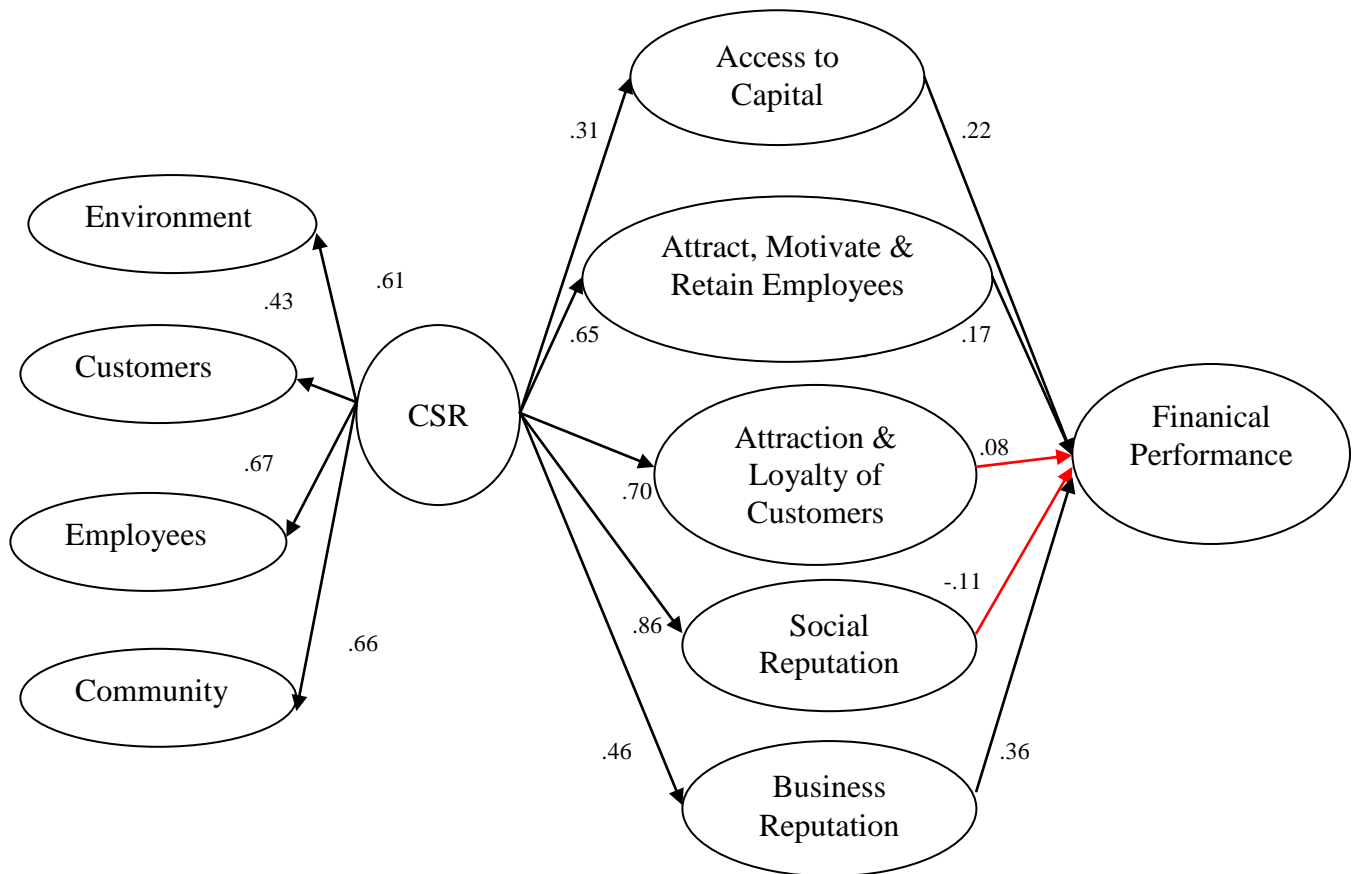 Access to
Capital
.31
.22
Environment
.61
.43
Attract, Motivate &
Retain Employees
.65
.17
Customers
CSR
Attraction &
Loyalty of
Customers
.70
.08
Finanical
Performance
.67
Employees
-.11
.86
Social
Reputation
.66
Community
.46
.36
Business
Reputation